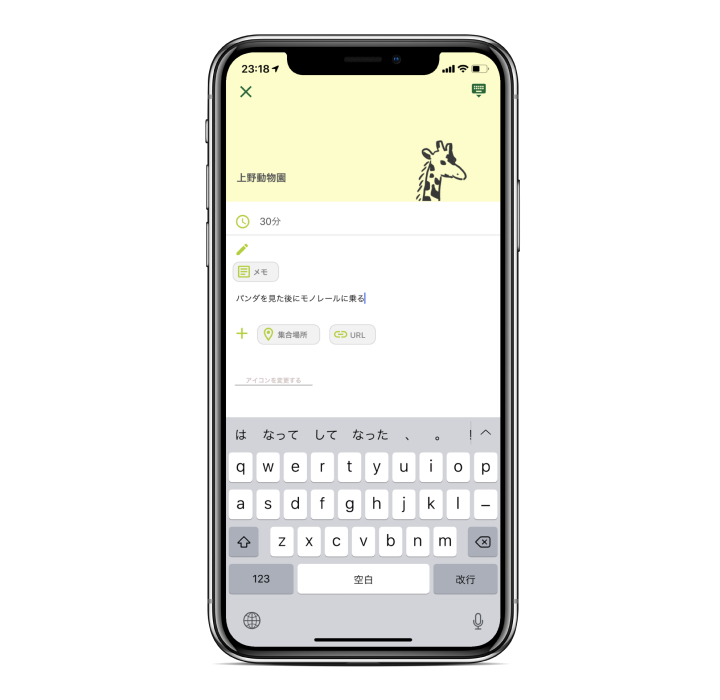 23:18
上野動物園
30分
メモ
パンダを見た後にモノレールに乗る
集合場所
URL
アイコンを変更する
は なって して なった 、 。 !
q w e r t y u i o p
a s d f g h j k l ー
z x c v b n m
123 空白 改行